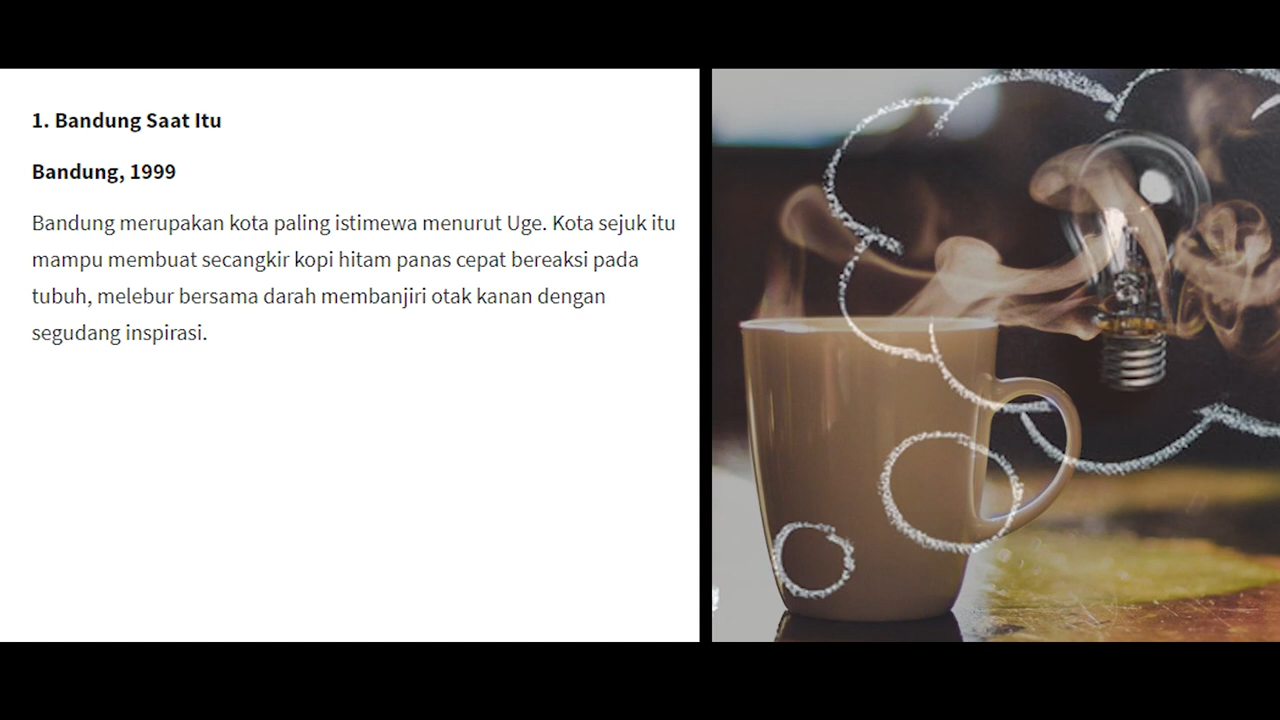 1. Bandung Saat Itu
Bandung, 1999
Bandung merupakan kota paling istimewa menurut Uge. Kota sejuk itu
mampu membuat secangkir kopi hitam panas cepat bereaksi pada
tubuh, melebur bersama darah membanjiri otak kanan dengan
segudang inspirasi.